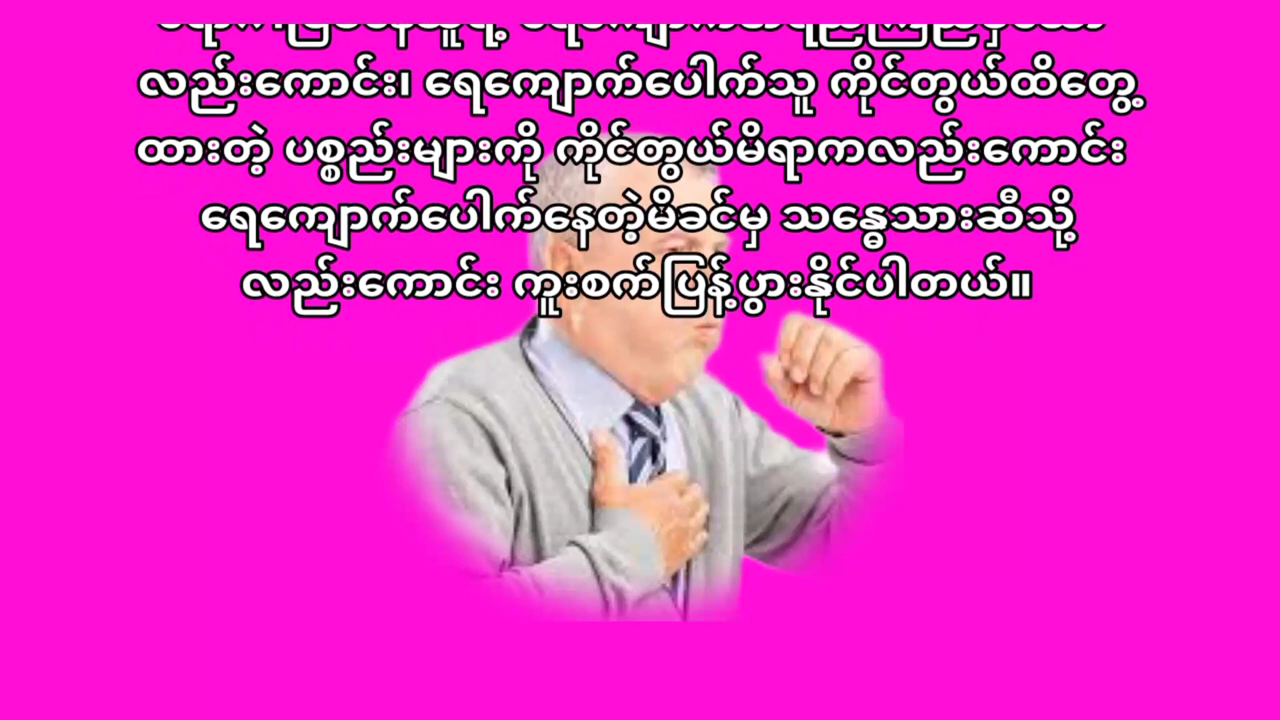 လည်းကောင်း၊ ရေကျောက်ပေါက်သူ ကိုင်တွယ်ထိတွေ့
ထားတဲ့ ပစ္စည်းများကို ကိုင်တွယ်မိရာကလည်းကောင်း
ရေကျောက်ပေါက်နေတဲ့မိခင်မှ သန္ဓေသားဆီသို့
လည်းကောင်း ကူးစက်ပြန့်ပွားနိုင်ပါတယ်။